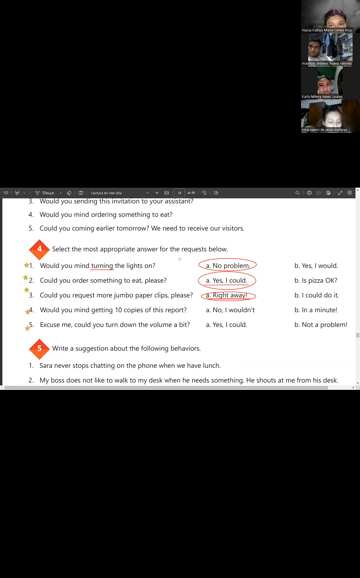 Lectura en voz alta
3. Would you sending this invitation to your assistant?
4. Would you mind ordering something to eat?
5. Could you coming earlier tomorrow? We need to receive our visitors.
4 Select the most appropriate answer for the requests below.
1. Would you mind turning the lights on? a. No problem. b. Yes, I would.
2. Could you order something to eat, please? a. Yes, I could. b. Is pizza OK?
3. Could you request more jumbo paper clips, please? a. Right away! b. I could do it.
4. Would you mind getting 10 copies of this report? a. No, I wouldn't b. In a minute!
5. Excuse me, could you turn down the volume a bit? a. Yes, I could. b. Not a problem!
5 Write a suggestion about the following behaviors.
1. Sara never stops chatting on the phone when we have lunch.
2. My boss does not like to walk to my desk when he needs something. He shouts at me from his desk.